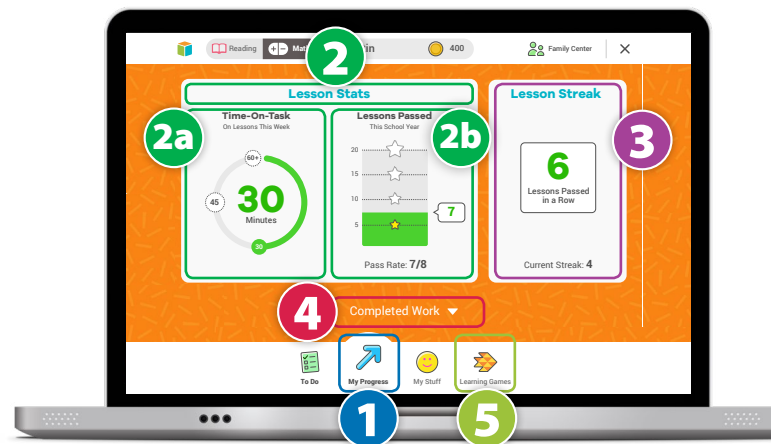 Reading
Mat
in
400
Family Center
2
Lesson Stats
Lesson Streak
2a
Time-On-Task
On Lessons This Week
60+
45
30
Minutes
30
Lessons Passed
This School Year
20
15
10
5
7
Pass Rate: 7/8
2b
3
6
Lessons Passed
in a Row
Current Streak: 4
4
Completed Work
To Do
My Progress
My Stuff
Learning Games
1
5